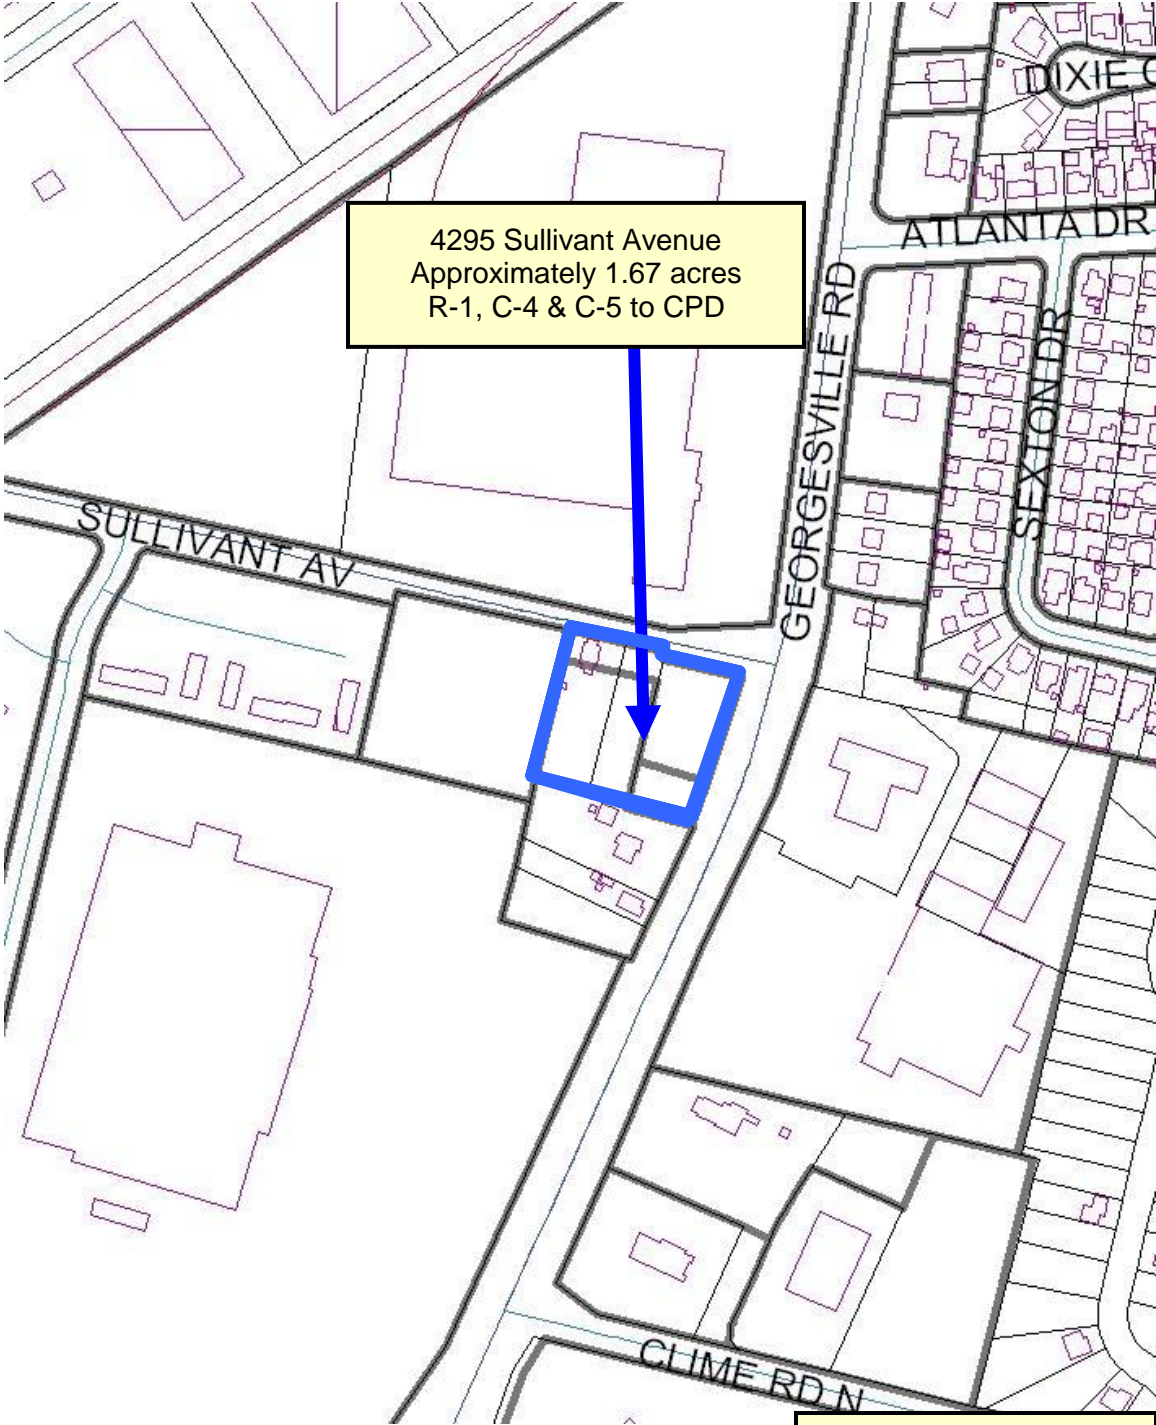 DIXIE C
ATLANTA DR
4295 Sullivant Avenue
Approximately 1.67 acres
R-1, C-4 & C-5 to CPD
GEORGESVILLE RD
SEXTON DR
SULLIVANT AV
CLIME RD N